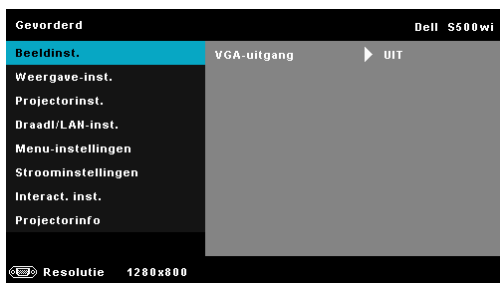 Gevorderd Dell S500wi
Beeldinst. VGA-uitgang UIT
Weergave-inst.
Projectorinst.
Draadl/LAN-inst.
Menu-instellingen
Stroominstellingen
Interact. inst.
Projectorinfo
Resolutie 1280x800